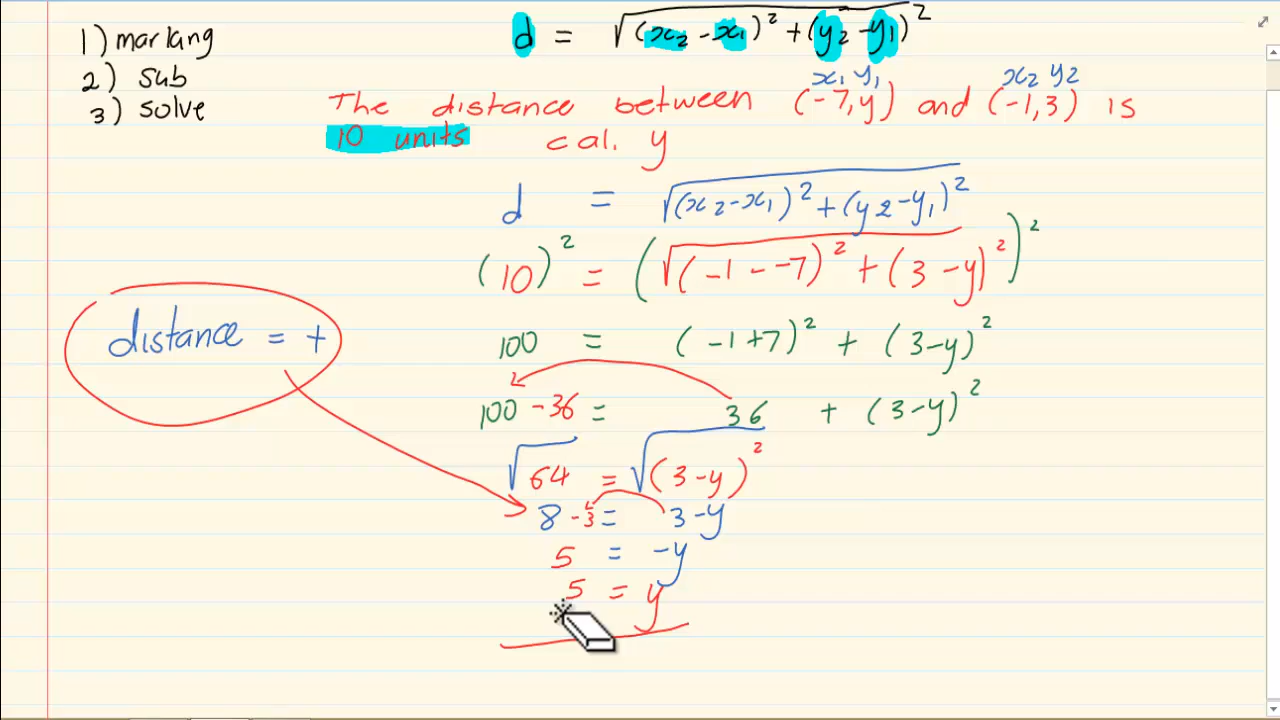 1) marlang
2) sub
3) solve
d = √(x₂ - x₁)² + (y₂ - y₁)²
x₁ y₁ x₂ y₂
The distance between (-7, y) and (-1, 3) is
10 units cal. y
d = √(x₂ - x₁)² + (y₂ - y₁)²
(10)² = (√(-1 - -7)² + (3 - y)²)²
distance = +
100 = (-1 + 7)² + (3 - y)²
100 - 36 = 36 + (3 - y)²
√64 = √(3 - y)²
8 - 3 = 3 - y
5 = -y
5 = y